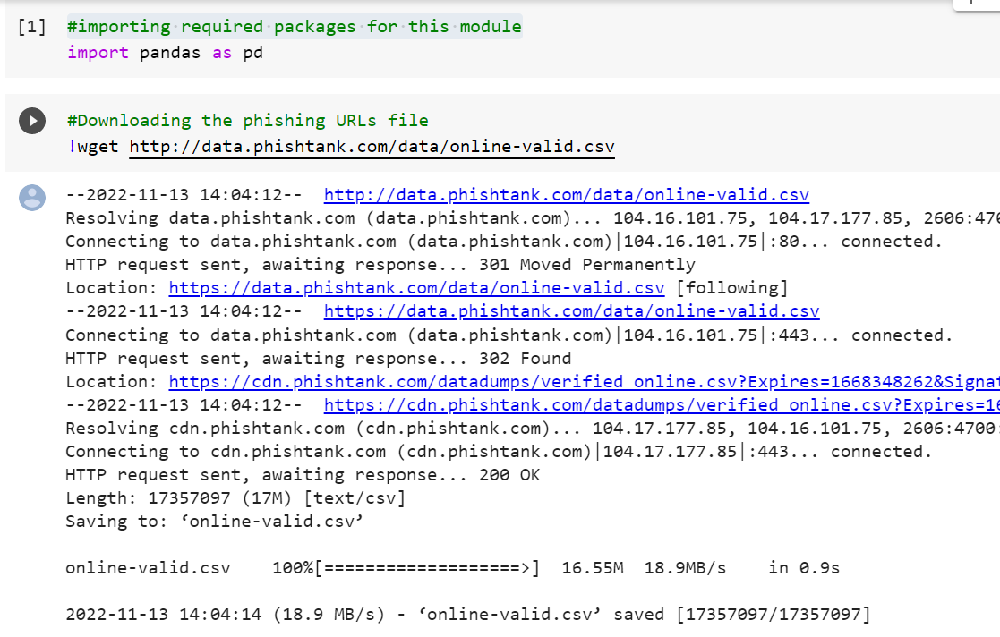 [1] #importing required packages for this module
import pandas as pd
#Downloading the phishing URLs file
!wget http://data.phishtank.com/data/online-valid.csv
--2022-11-13 14:04:12--  http://data.phishtank.com/data/online-valid.csv
Resolving data.phishtank.com (data.phishtank.com)... 104.16.101.75, 104.17.177.85, 2606:470
Connecting to data.phishtank.com (data.phishtank.com)|104.16.101.75|:80... connected.
HTTP request sent, awaiting response... 301 Moved Permanently
Location: https://data.phishtank.com/data/online-valid.csv [following]
--2022-11-13 14:04:12--  https://data.phishtank.com/data/online-valid.csv
Connecting to data.phishtank.com (data.phishtank.com)|104.16.101.75|:443... connected.
HTTP request sent, awaiting response... 302 Found
Location: https://cdn.phishtank.com/datadumps/verified_online.csv?Expires=1668348262&Signat
--2022-11-13 14:04:12--  https://cdn.phishtank.com/datadumps/verified_online.csv?Expires=16
Resolving cdn.phishtank.com (cdn.phishtank.com)... 104.17.177.85, 104.16.101.75, 2606:4700:
Connecting to cdn.phishtank.com (cdn.phishtank.com)|104.17.177.85|:443... connected.
HTTP request sent, awaiting response... 200 OK
Length: 17357097 (17M) [text/csv]
Saving to: ‘online-valid.csv’
online-valid.csv    100%[===================>]  16.55M  18.9MB/s    in 0.9s
2022-11-13 14:04:14 (18.9 MB/s) - ‘online-valid.csv’ saved [17357097/17357097]